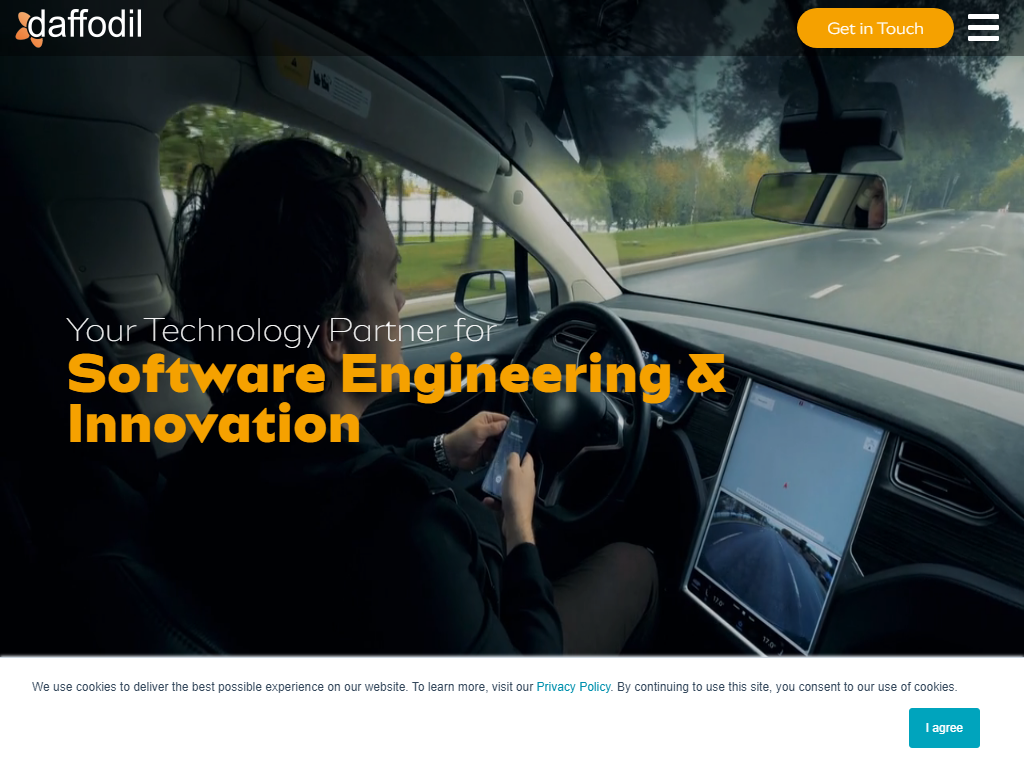 daffodil
Get in Touch
Your Technology Partner for
Software Engineering &
Innovation
We use cookies to deliver the best possible experience on our website. To learn more, visit our Privacy Policy. By continuing to use this site, you consent to our use of cookies.
I agree